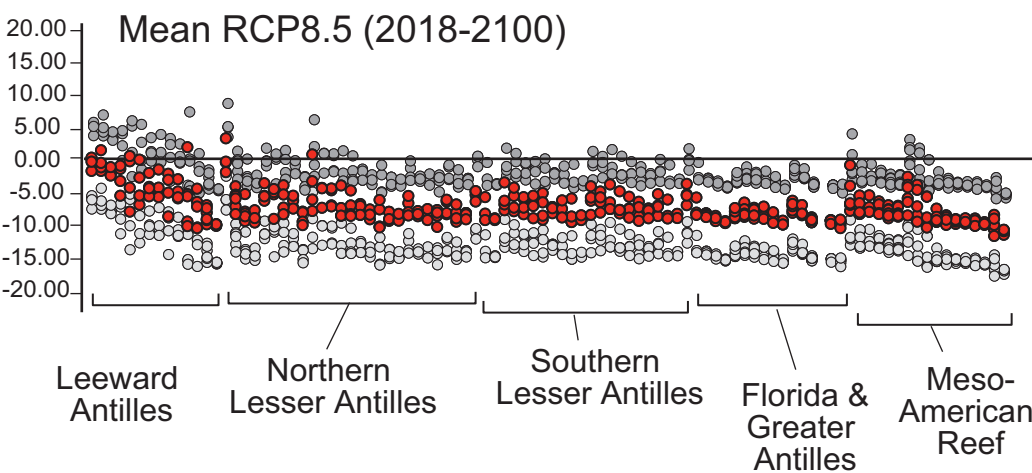 Mean RCP8.5 (2018-2100)
20.00
15.00
10.00
5.00
0.00
-5.00
-10.00
-15.00
-20.00
Leeward
Antilles
Northern
Lesser Antilles
Southern
Lesser Antilles
Florida &
Greater
Antilles
Meso-
American
Reef